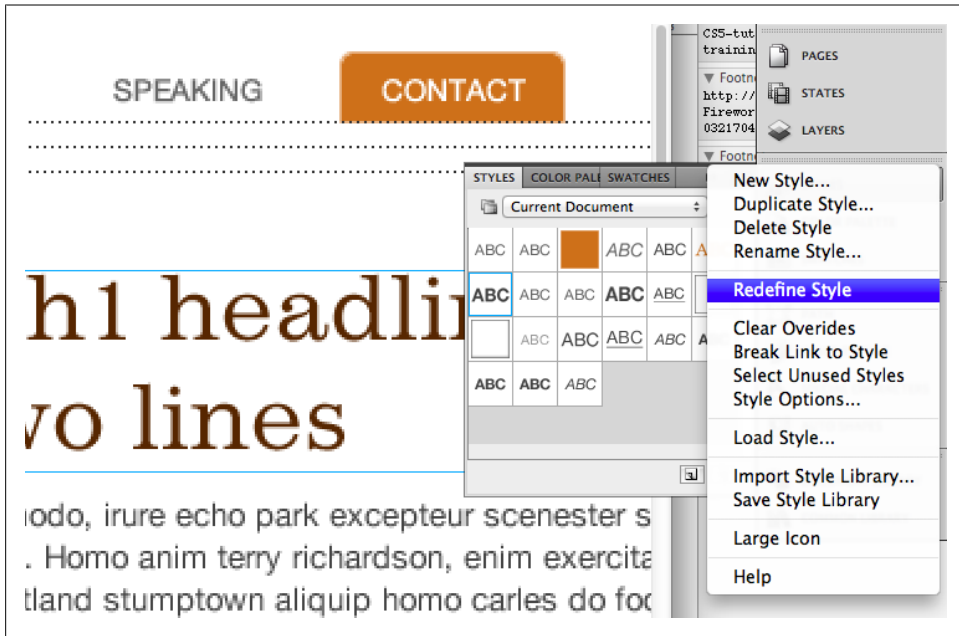 SPEAKING
CONTACT
CS5-tut
trainin
Footn
http://
Firewor
0321704
Footn
PAGES
STATES
LAYERS
STYLES
COLOR PALE
SWATCHES
Current Document
ABC ABC ABC ABC
ABC ABC ABC ABC ABC
ABC ABC ABC ABC
ABC ABC ABC
New Style...
Duplicate Style...
Delete Style
Rename Style...
Redefine Style
Clear Overides
Break Link to Style
Select Unused Styles
Style Options...
Load Style...
Import Style Library...
Save Style Library
Large Icon
Help
h1 headlin
vo lines
odo, irure echo park excepteur scenester s
. Homo anim terry richardson, enim exercita
tland stumptown aliquip homo carles do foo